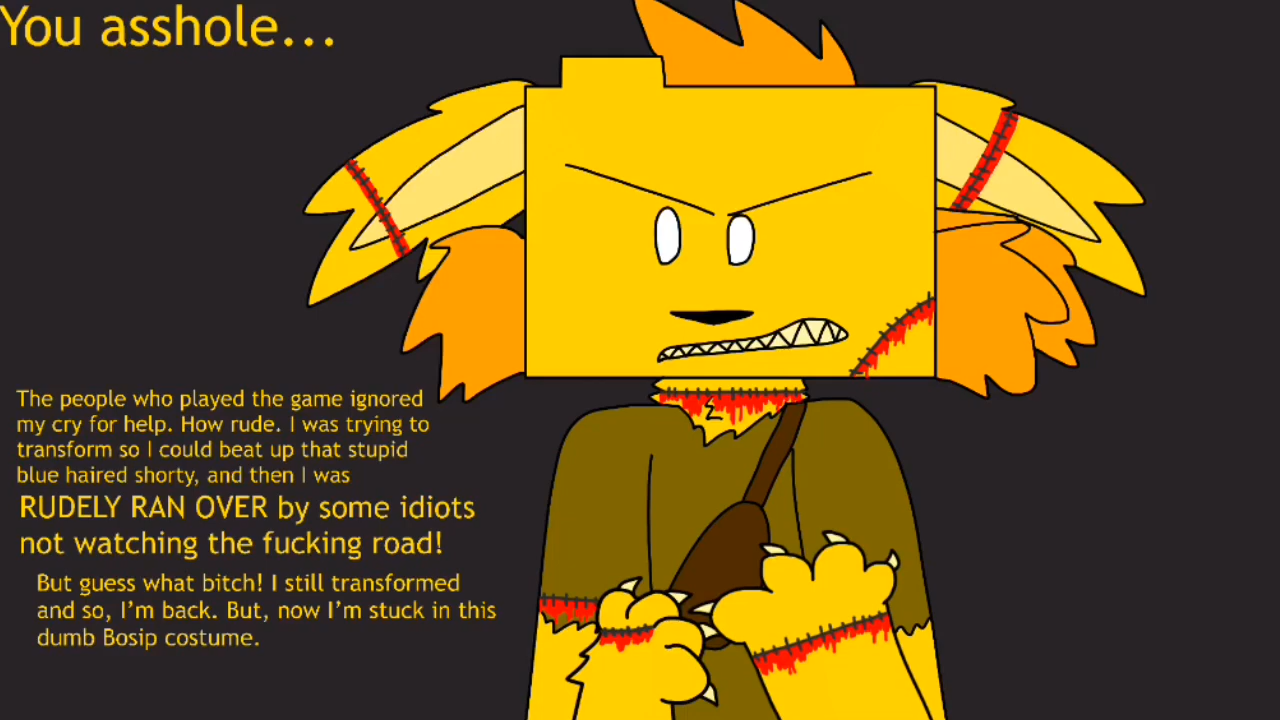 You asshole...
The people who played the game ignored
my cry for help. How rude. I was trying to
transform so I could beat up that stupid
blue haired shorty, and then I was
RUDELY RAN OVER by some idiots
not watching the fucking road!
But guess what bitch! I still transformed
and so, I'm back. But, now I'm stuck in this
dumb Bosip costume.